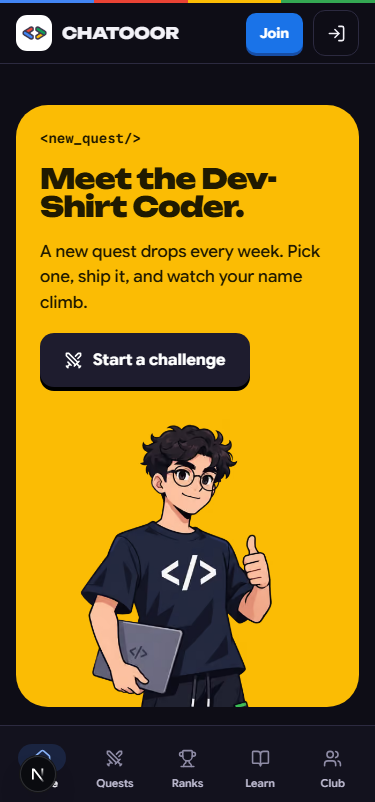 CHATOOOR
Join
<new_quest/>
Meet the Dev-
Shirt Coder.
A new quest drops every week. Pick
one, ship it, and watch your name
climb.
Start a challenge
</>
</>
N
Quests
Ranks
Learn
Club